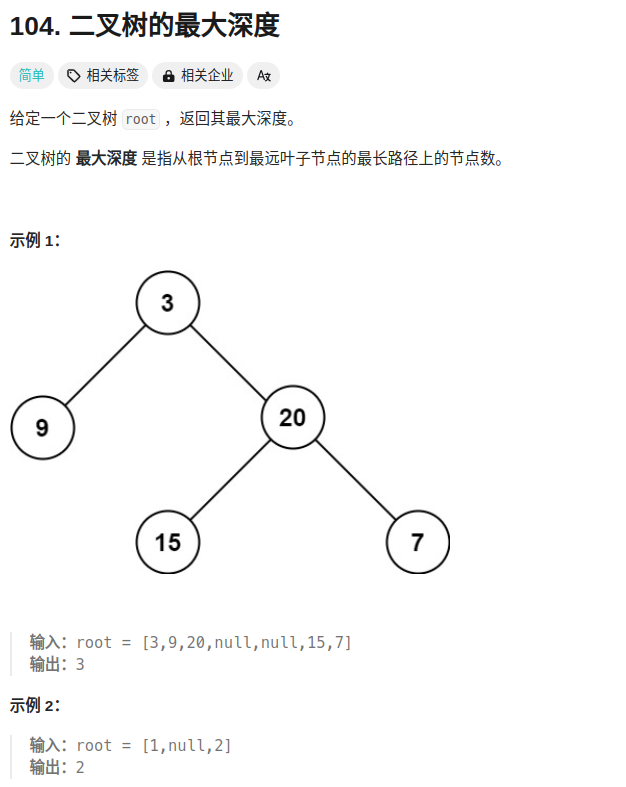 104. 二叉树的最大深度
简单 相关标签 相关企业 Aあ
给定一个二叉树 root ，返回其最大深度。
二叉树的 最大深度 是指从根节点到最远叶子节点的最长路径上的节点数。
示例 1：
3
9
20
15
7
输入：root = [3,9,20,null,null,15,7]
输出：3
示例 2：
输入：root = [1,null,2]
输出：2